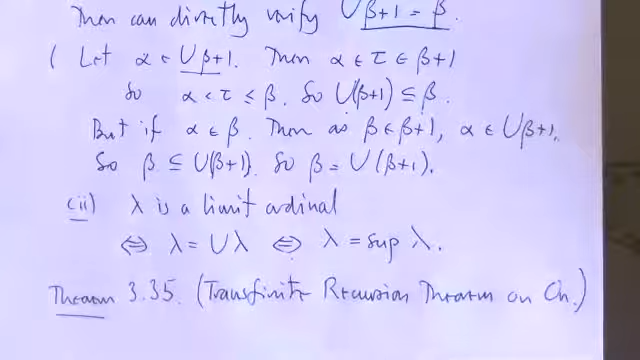 Then can directly verify ∪β+1 = β.
( Let α ∈ ∪β+1. Then α ∈ τ ∈ β+1
So α < τ ≤ β. So ∪(β+1) ⊆ β.
But if α ∈ β. Then as β ∈ β+1, α ∈ ∪β+1.
So β ⊆ ∪(β+1). So β = ∪(β+1).
(ii) λ is a limit ordinal
⇔ λ = ∪λ ⇔ λ = sup λ.
Theorem 3.35. (Transfinite Recursion Theorem on On.)